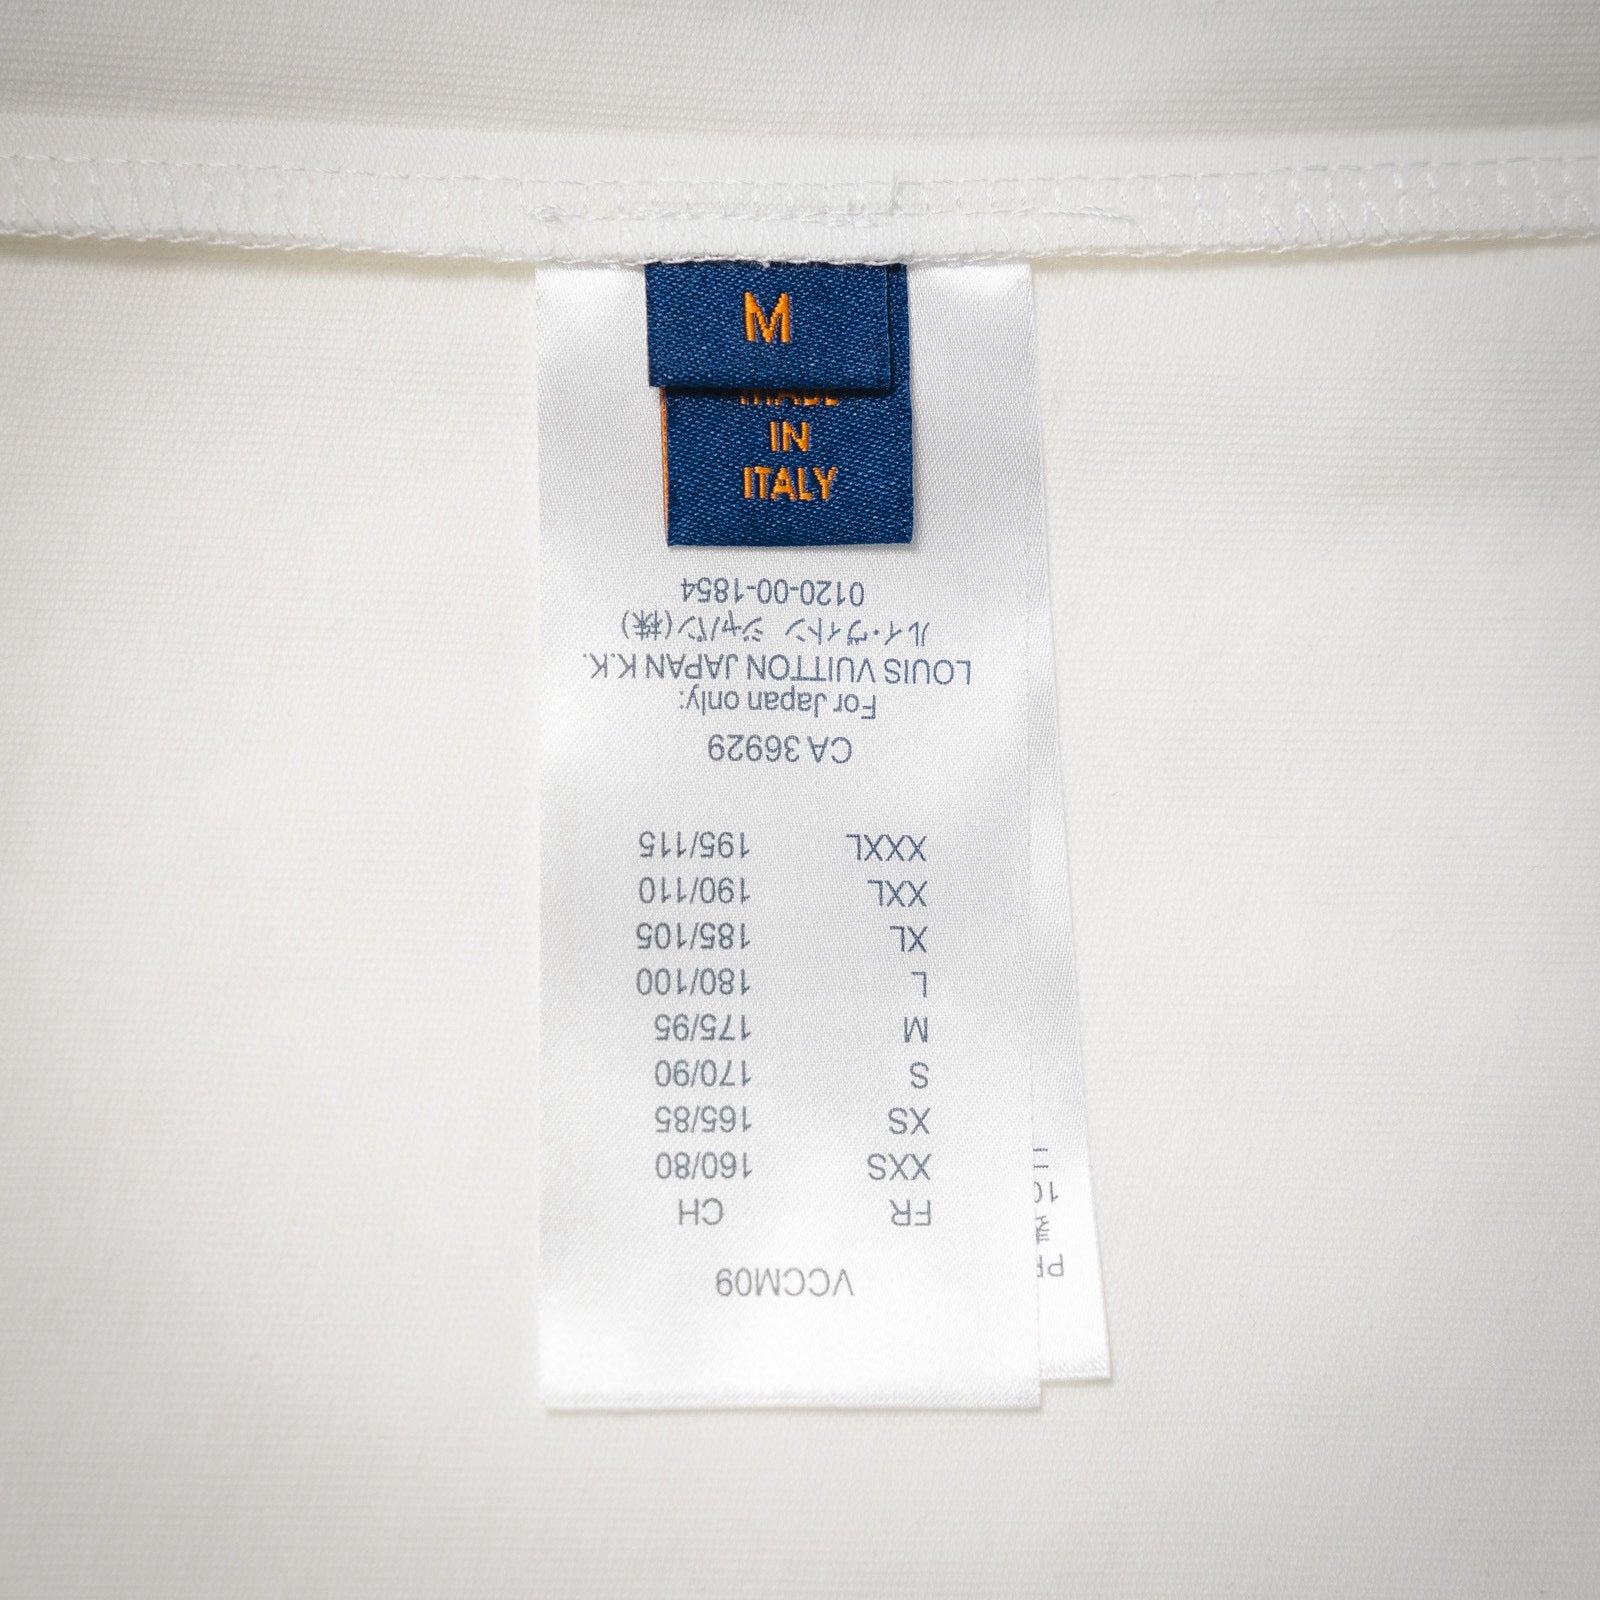 M
IN
ITALY
VCCM09
FR CH
XXS 160/80
XS 165/85
S 170/90
M 175/95
L 180/100
XL 185/105
XXL 190/110
XXXL 195/115
CA 36929
For Japan only:
LOUIS VUITTON JAPAN K.K.
ルイ・ヴィトン ジャパン(株)
0120-00-1854